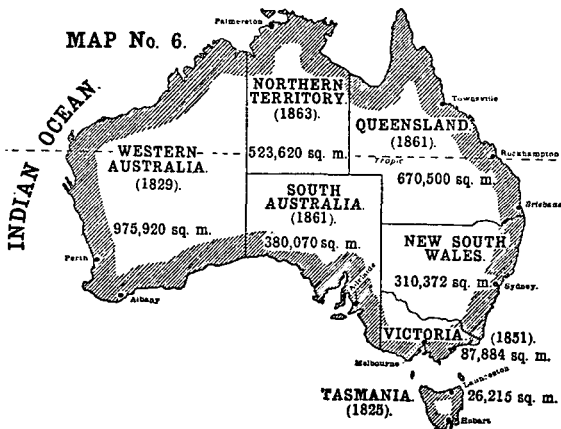 Palmerston
MAP No. 6.
INDIAN OCEAN.
NORTHERN
TERRITORY.
(1863).
523,620 sq. m.
Townsville
QUEENSLAND.
(1861).
Tropic
Rockhampton
670,500 sq. m.
Brisbane
WESTERN-
AUSTRALIA.
(1829).
975,920 sq. m.
SOUTH
AUSTRALIA.
(1861).
380,070 sq. m.
Perth
Albany
Adelaide
NEW SOUTH
WALES.
310,372 sq. m.
Sydney.
VICTORIA.
(1851).
87,884 sq. m.
Melbourne
TASMANIA.
(1825).
Launceston
26,215 sq. m.
Hobart